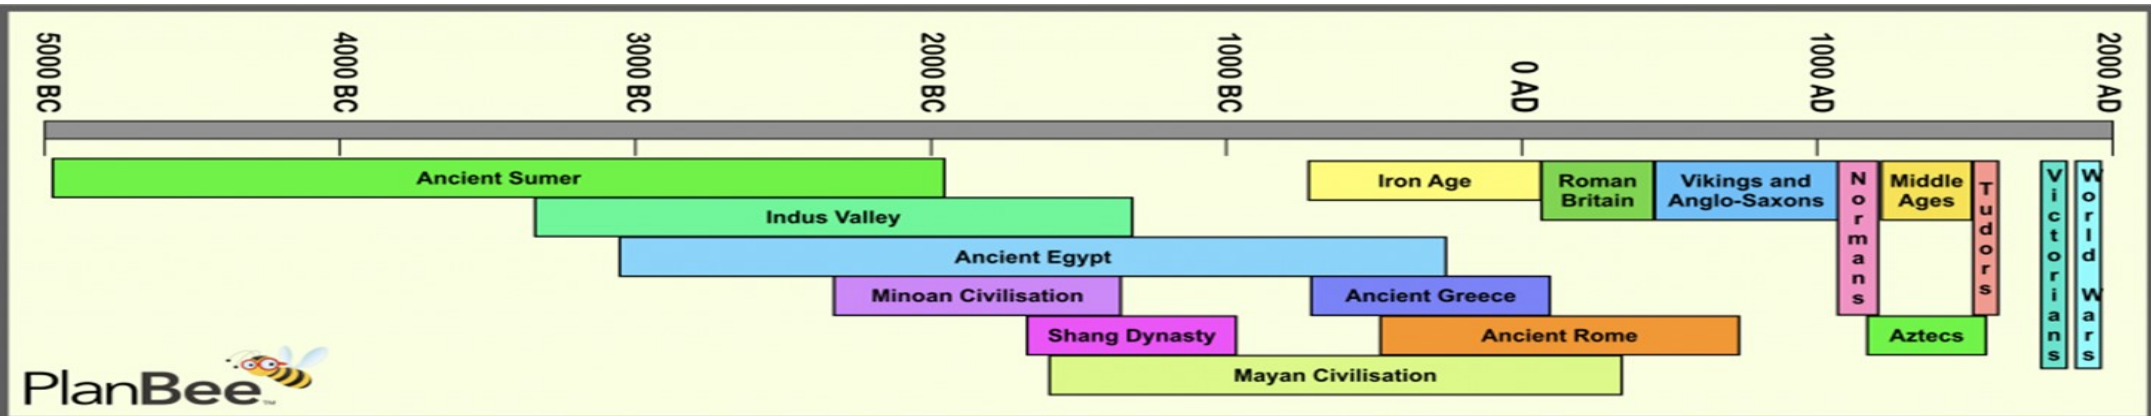 5000 BC
4000 BC
3000 BC
2000 BC
1000 BC
0 AD
1000 AD
2000 AD
Ancient Sumer
Iron Age
Roman
Britain
Vikings and
Anglo-Saxons
Normans
Middle
Ages
Tudors
Victorians
World Wars
Indus Valley
Ancient Egypt
Minoan Civilisation
Ancient Greece
Shang Dynasty
Ancient Rome
Aztecs
Mayan Civilisation
PlanBee™